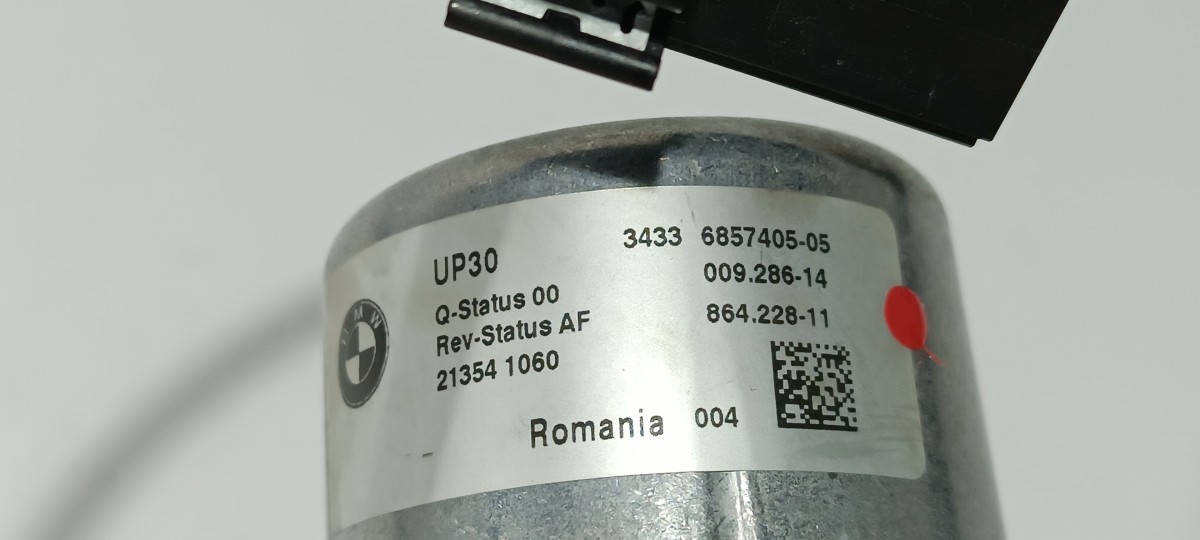 BMW
UP30
Q-Status 00
Rev-Status AF
21354 1060
3433 6857405-05
009.286-14
864.228-11
Romania 004